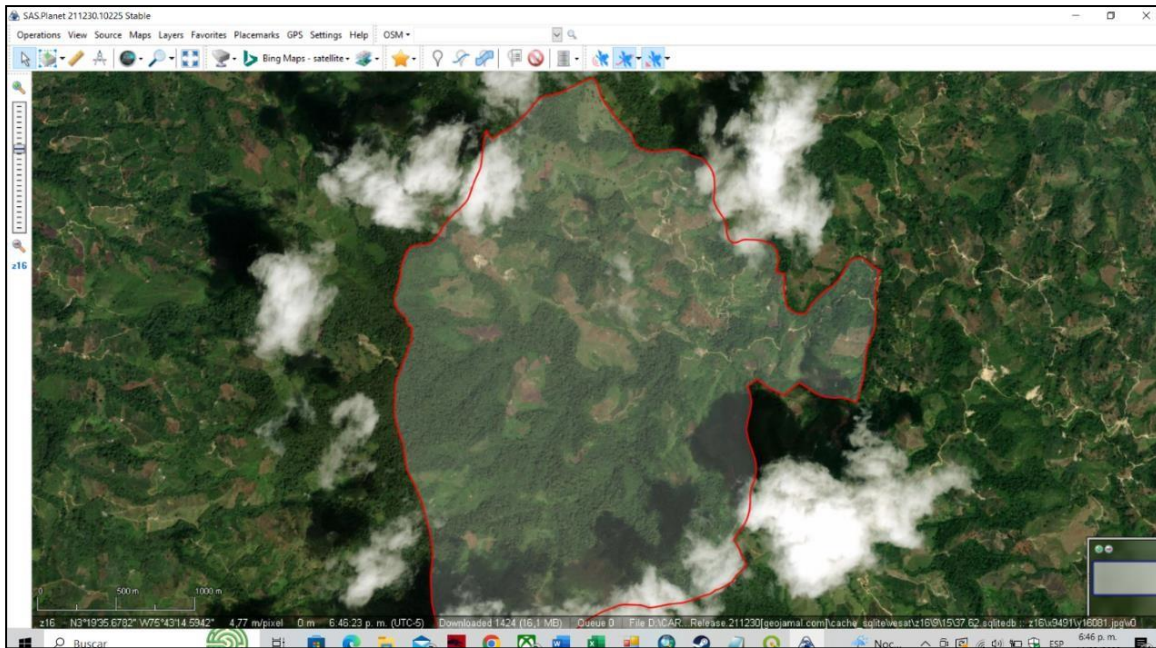 SAS.Planet 211230.10225 Stable
Operations View Source Maps Layers Favorites Placemarks GPS Settings Help OSM
Bing Maps - satellite
z16
0 500 m 1000 m
z16 N3°19'35.6782" W75°43'14.5942" 4,77 m/pixel 0 m 6:46:23 p. m. (UTC-5) Downloaded 1424 (16,1 MB) Queue 0 File D:\CAR... Release.211230[geojamal.com]\cache_sqlite\vesat\z16\9\15\37.62.sqlitedb :: z16\x9491\y16081.jpg\v0
Buscar
Noc...
ESP
6:46 p. m.